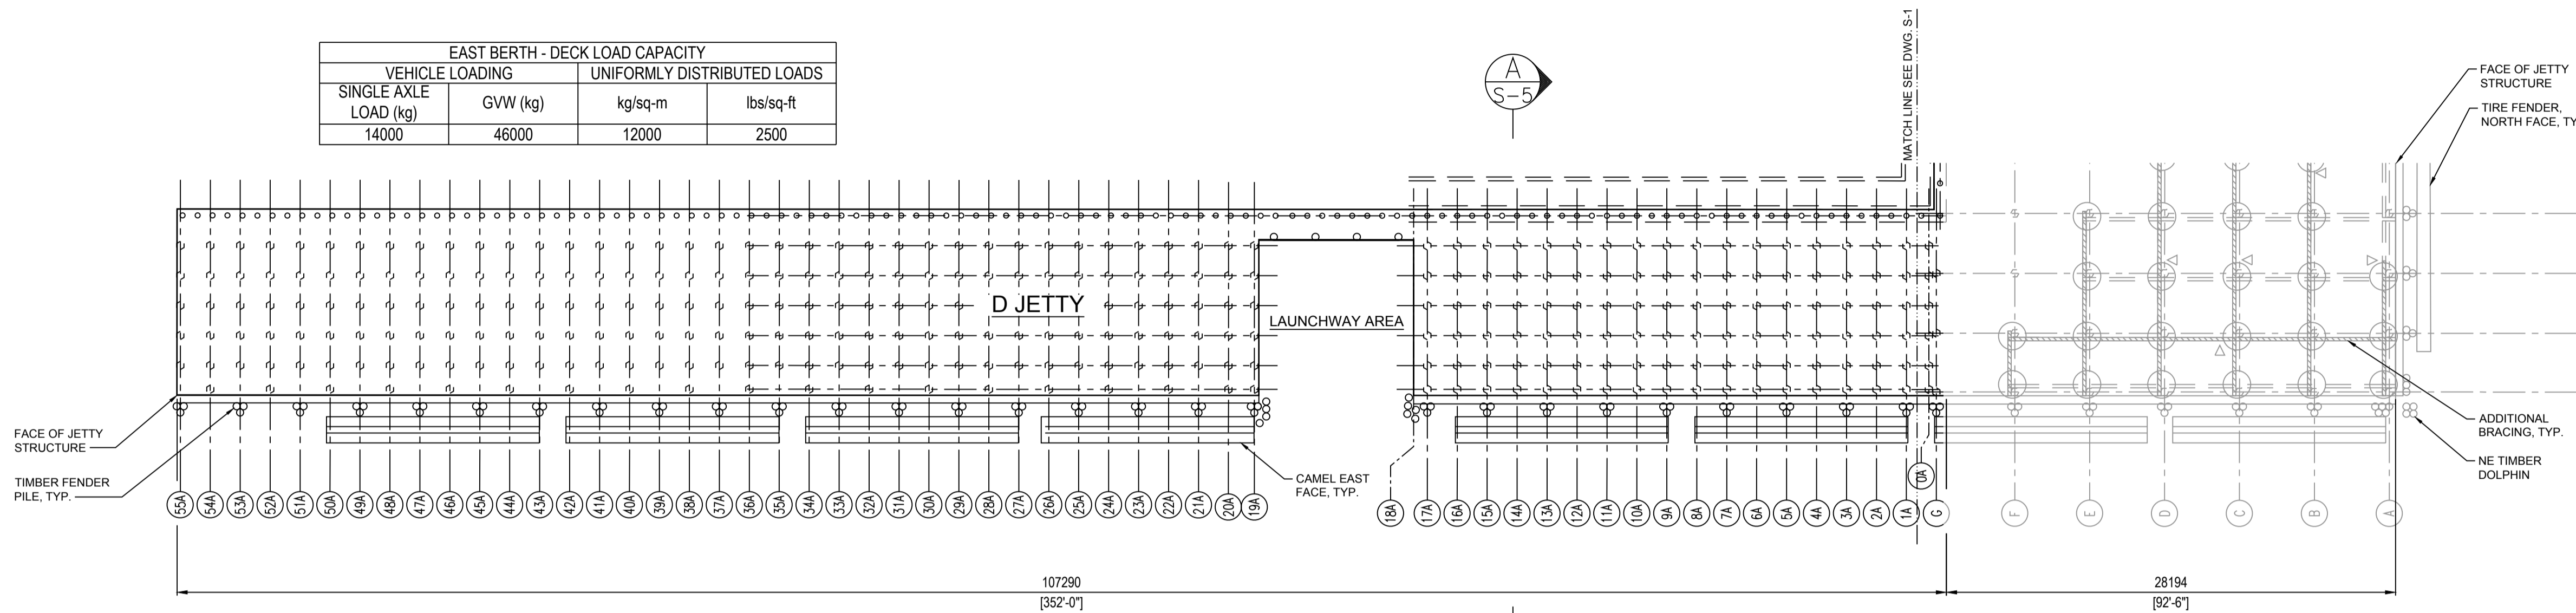 EAST BERTH - DECK LOAD CAPACITY
VEHICLE LOADING
UNIFORMLY DISTRIBUTED LOADS
SINGLE AXLE
LOAD (kg)
GVW (kg)
kg/sq-m
lbs/sq-ft
14000
46000
12000
2500
A
S-5
MATCH LINE SEE DWG. S-1
FACE OF JETTY
STRUCTURE
TIRE FENDER,
NORTH FACE, TY
D JETTY
LAUNCHWAY AREA
FACE OF JETTY
STRUCTURE
TIMBER FENDER
PILE, TYP.
CAMEL EAST
FACE, TYP.
ADDITIONAL
BRACING, TYP.
NE TIMBER
DOLPHIN
55A 54A 53A 52A 51A 50A 49A 48A 47A 46A 45A 44A 43A 42A 41A 40A 39A 38A 37A 36A 35A 34A 33A 32A 31A 30A 29A 28A 27A 26A 25A 24A 23A 22A 21A 20A 19A 18A 17A 16A 15A 14A 13A 12A 11A 10A 9A 8A 7A 6A 5A 4A 3A 2A 1A 0A G F E D C B A
107290
[352'-0"]
28194
[92'-6"]